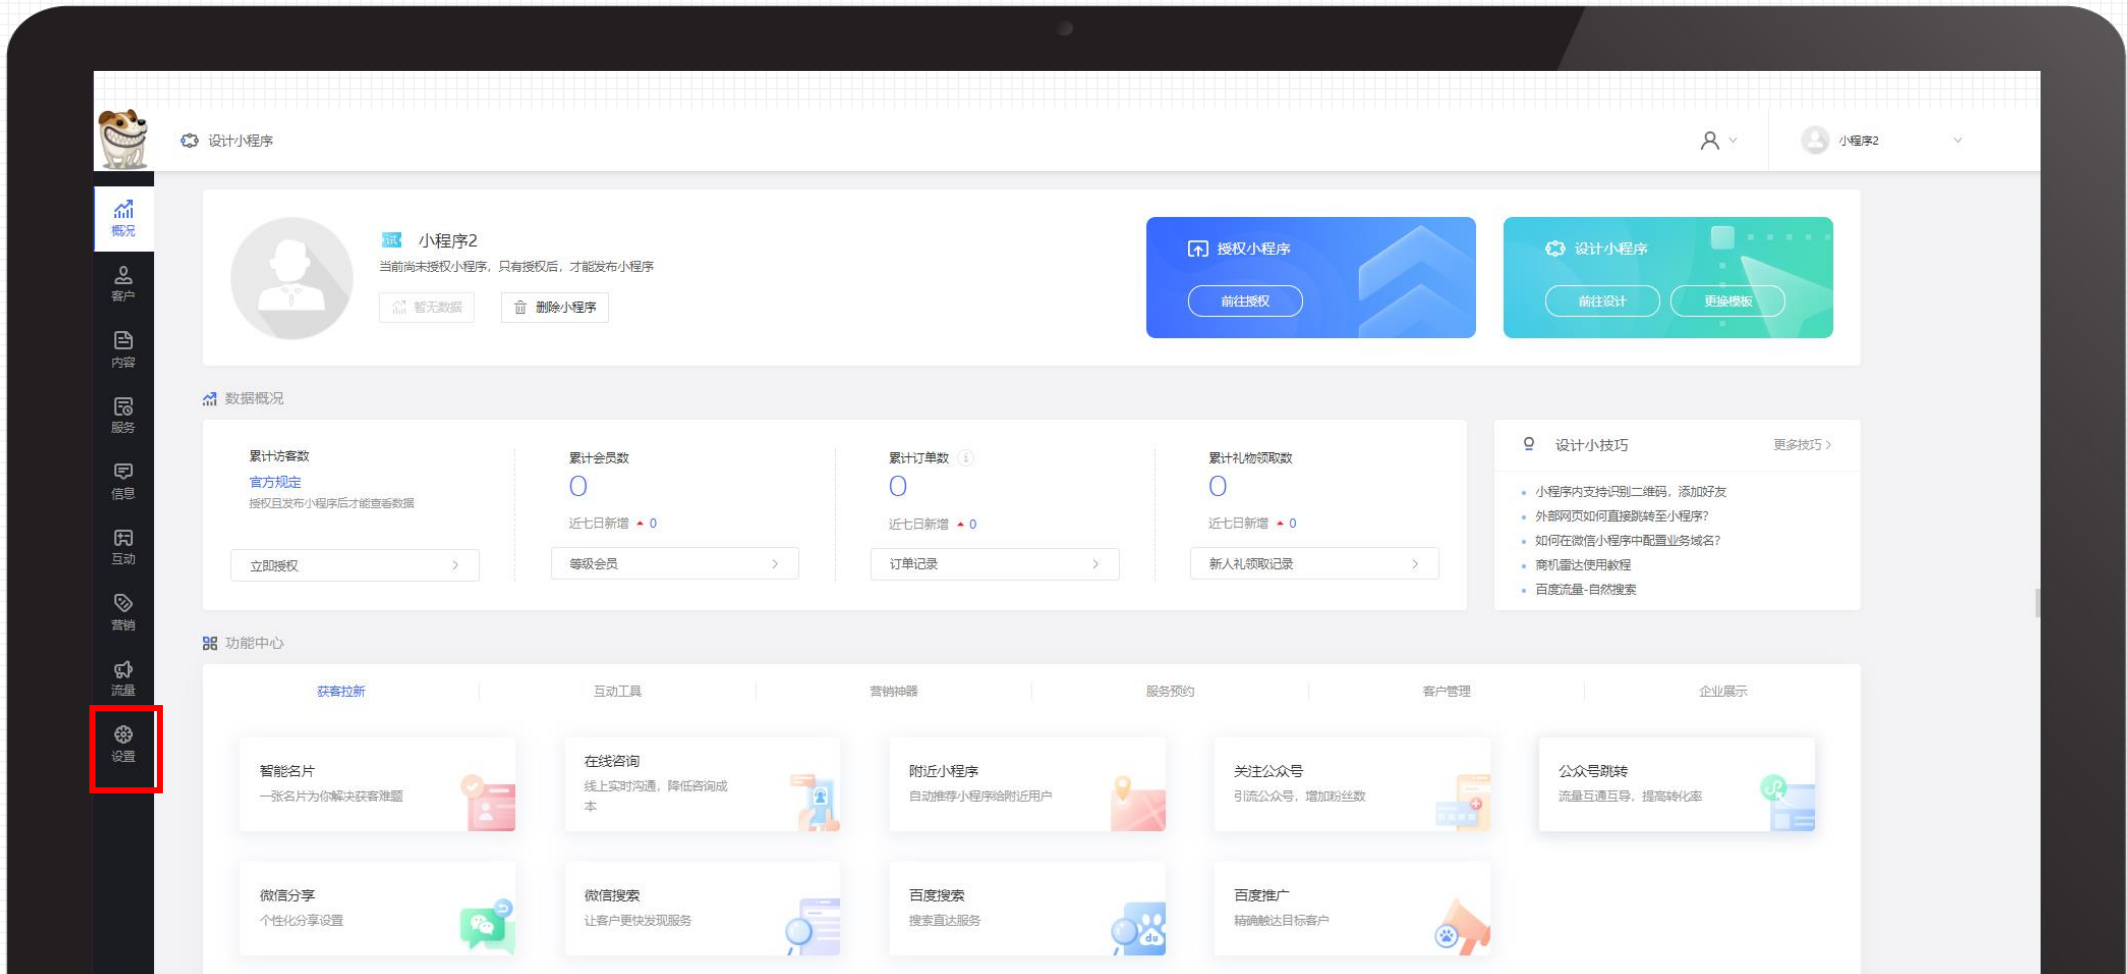 设计小程序
小程序2
概况
客户
内容
服务
信息
互动
营销
流量
设置
试 小程序2
当前尚未授权小程序，只有授权后，才能发布小程序
暂无数据
删除小程序
授权小程序
前往授权
设计小程序
前往设计
更换模板
数据概况
累计访客数
官方规定
授权且发布小程序后才能查看数据
立即授权
累计会员数
0
近七日新增 0
等级会员
累计订单数
0
近七日新增 0
订单记录
累计礼物领取数
0
近七日新增 0
新人礼领取记录
设计小技巧
更多技巧
小程序内支持识别二维码，添加好友
外部网页如何直接跳转至小程序？
如何在微信小程序中配置业务域名？
商机雷达使用教程
百度流量-自然搜索
功能中心
获客拉新
互动工具
营销神器
服务预约
客户管理
企业展示
智能名片
一张名片为你解决获客难题
在线咨询
线上实时沟通，降低咨询成
本
附近小程序
自动推荐小程序给附近用户
关注公众号
引流公众号，增加粉丝数
公众号跳转
流量互通互导，提高转化率
微信分享
个性化分享设置
微信搜索
让客户更快发现服务
百度搜索
搜索直达服务
du
百度推广
精确触达目标客户